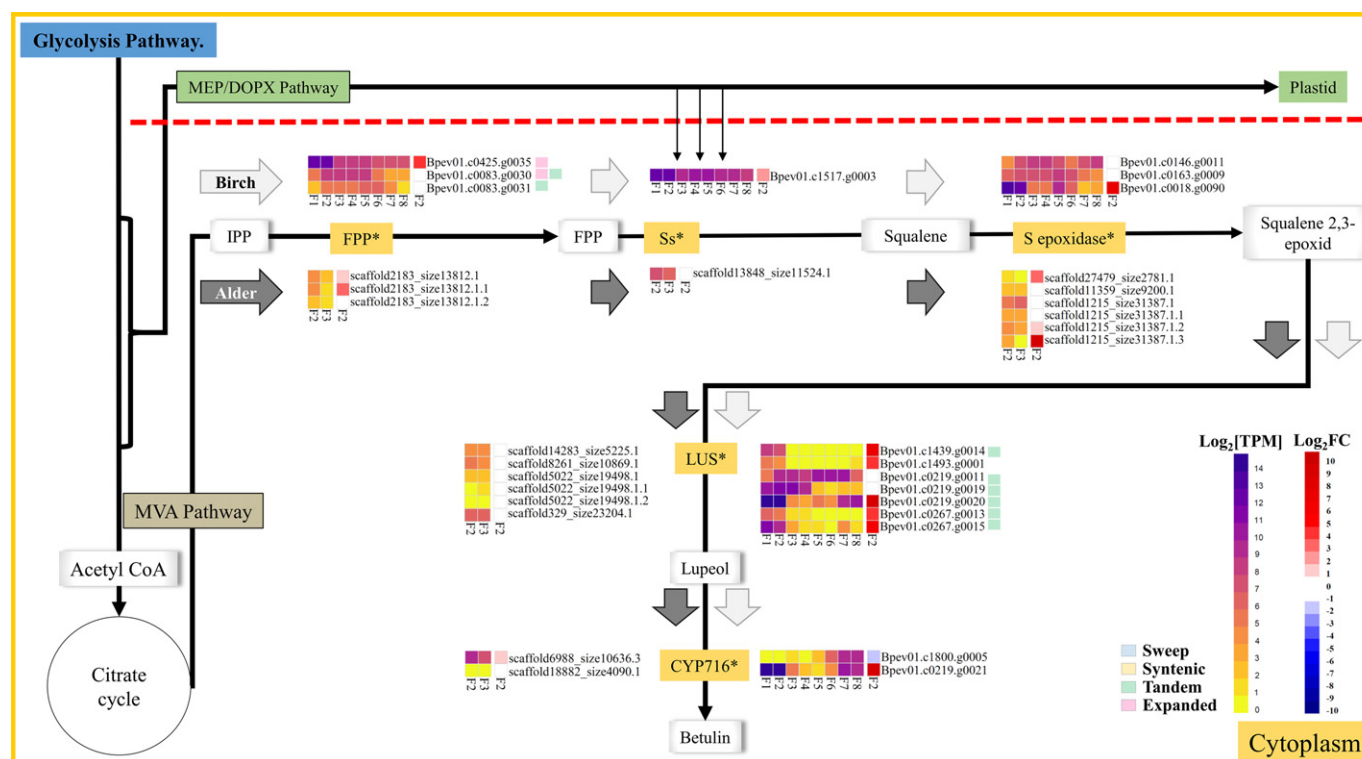 Glycolysis Pathway.
MEP/DOPX Pathway
Plastid
Birch
Bpev01.c0425.g0035
Bpev01.c0083.g0030
Bpev01.c0083.g0031
F1 F2 F3 F4 F5 F6 F7 F8 F2
Bpev01.c1517.g0003
F1 F2 F3 F4 F5 F6 F7 F8 F2
Bpev01.c0146.g0011
Bpev01.c0163.g0009
Bpev01.c0018.g0090
F1 F2 F3 F4 F5 F6 F7 F8 F2
IPP
FPP*
FPP
Ss*
Squalene
S epoxidase*
Squalene 2,3-
epoxid
Alder
scaffold2183_size13812.1
scaffold2183_size13812.1.1
scaffold2183_size13812.1.2
F2 F3 F2
scaffold13848_size11524.1
F2 F3 F2
scaffold27479_size2781.1
scaffold11359_size9200.1
scaffold1215_size31387.1
scaffold1215_size31387.1.1
scaffold1215_size31387.1.2
scaffold1215_size31387.1.3
F2 F3 F2
scaffold14283_size5225.1
scaffold8261_size10869.1
scaffold5022_size19498.1
scaffold5022_size19498.1.1
scaffold5022_size19498.1.2
scaffold329_size23204.1
F2 F3 F2
LUS*
Bpev01.c1439.g0014
Bpev01.c1493.g0001
Bpev01.c0219.g0011
Bpev01.c0219.g0019
Bpev01.c0219.g0020
Bpev01.c0267.g0013
Bpev01.c0267.g0015
F1 F2 F3 F4 F5 F6 F7 F8 F2
MVA Pathway
Acetyl CoA
Citrate
cycle
Lupeol
scaffold6988_size10636.3
scaffold18882_size4090.1
F2 F3 F2
CYP716*
Bpev01.c1800.g0005
Bpev01.c0219.g0021
F1 F2 F3 F4 F5 F6 F7 F8 F2
Betulin
Sweep
Syntenic
Tandem
Expanded
Log2[TPM]
14
13
12
11
10
9
8
7
6
5
4
3
2
1
0
Log2FC
10
9
8
7
6
5
4
3
2
1
0
-1
-2
-3
-4
-5
-6
-7
-8
-9
-10
Cytoplasm